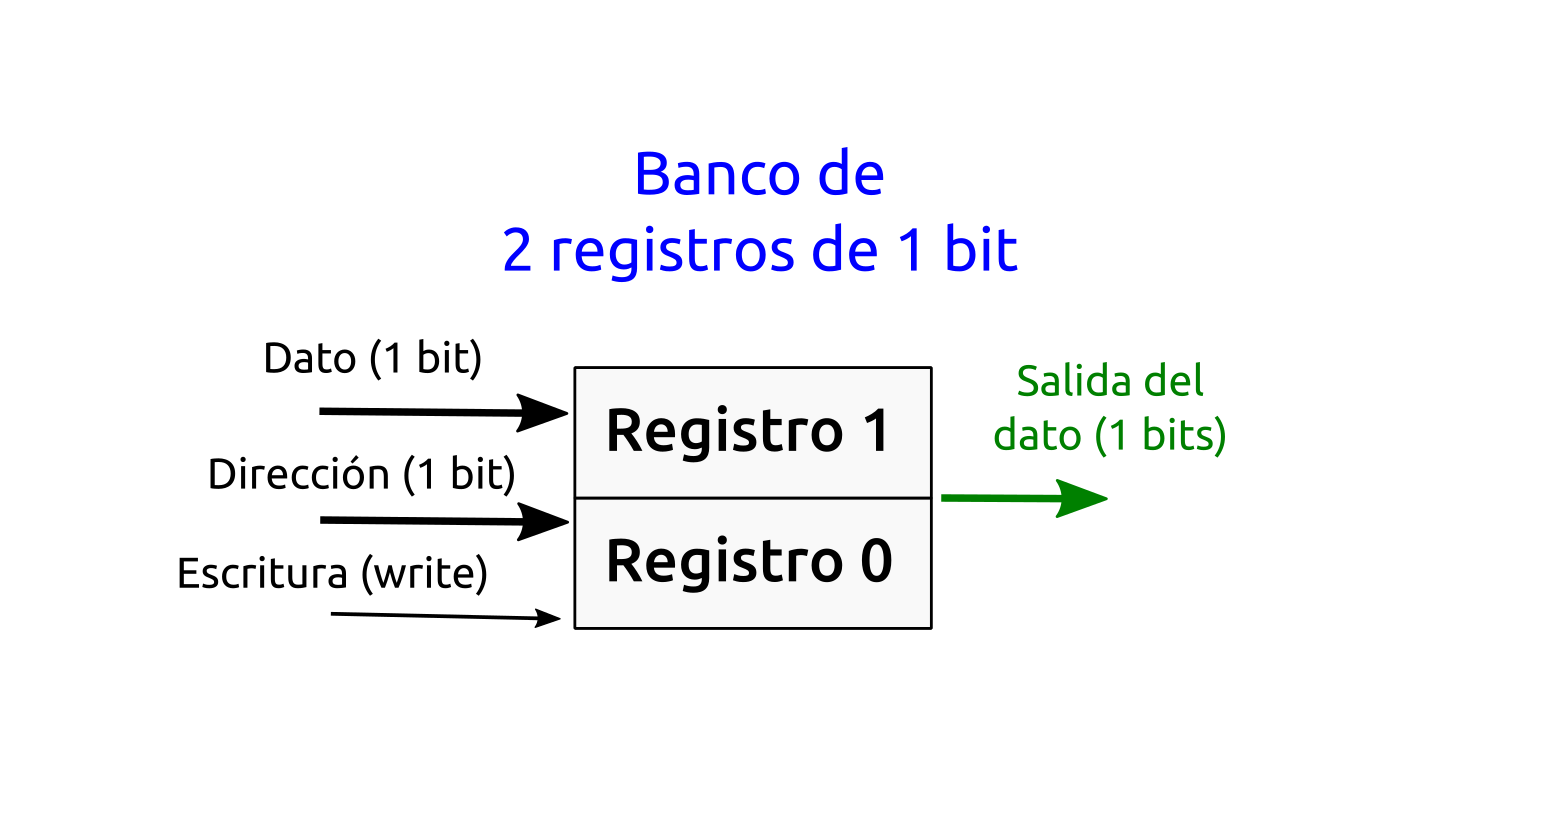 Banco de
2 registros de 1 bit
Dato (1 bit)
Dirección (1 bit)
Escritura (write)
Registro 1
Registro 0
Salida del
dato (1 bits)